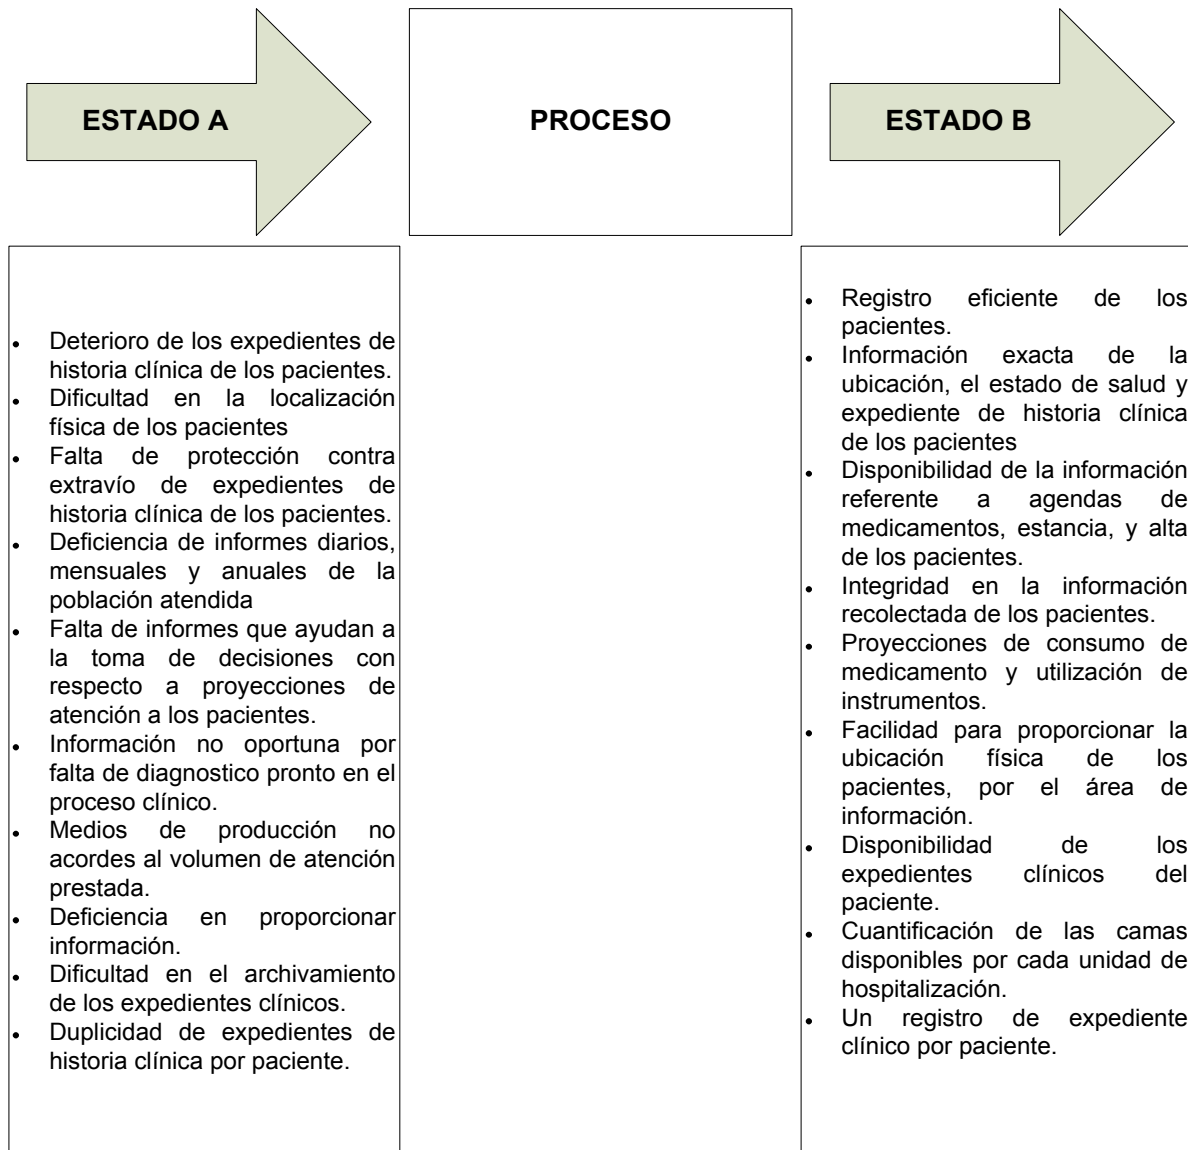 ESTADO A
PROCESO
ESTADO B
• Deterioro de los expedientes de
historia clínica de los pacientes.
• Dificultad en la localización
física de los pacientes
• Falta de protección contra
extravío de expedientes de
historia clínica de los pacientes.
• Deficiencia de informes diarios,
mensuales y anuales de la
población atendida
• Falta de informes que ayudan a
la toma de decisiones con
respecto a proyecciones de
atención a los pacientes.
• Información no oportuna por
falta de diagnostico pronto en el
proceso clínico.
• Medios de producción no
acordes al volumen de atención
prestada.
• Deficiencia en proporcionar
información.
• Dificultad en el archivamiento
de los expedientes clínicos.
• Duplicidad de expedientes de
historia clínica por paciente.
• Registro eficiente de los
pacientes.
• Información exacta de la
ubicación, el estado de salud y
expediente de historia clínica
de los pacientes
• Disponibilidad de la información
referente a agendas de
medicamentos, estancia, y alta
de los pacientes.
• Integridad en la información
recolectada de los pacientes.
• Proyecciones de consumo de
medicamento y utilización de
instrumentos.
• Facilidad para proporcionar la
ubicación física de los
pacientes, por el área de
información.
• Disponibilidad de los
expedientes clínicos del
paciente.
• Cuantificación de las camas
disponibles por cada unidad de
hospitalización.
• Un registro de expediente
clínico por paciente.